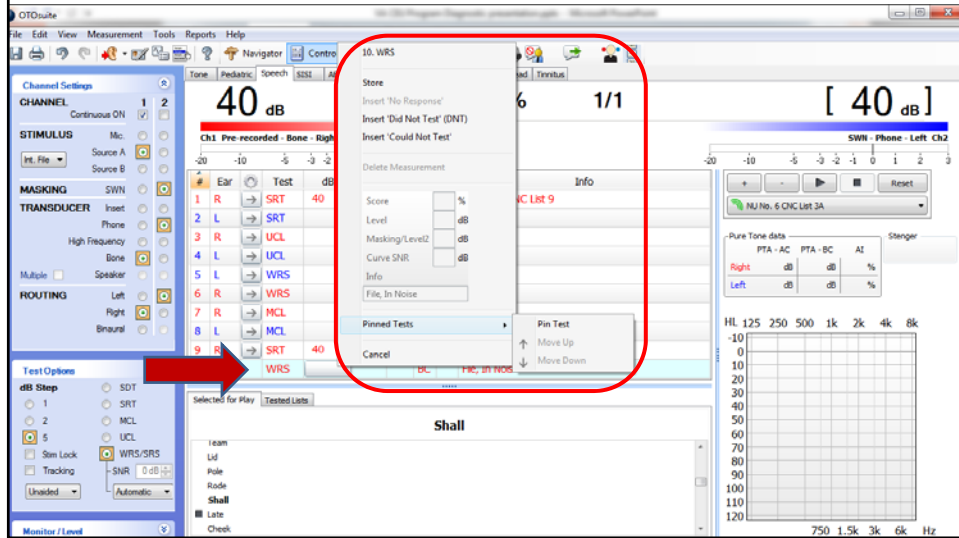 OTOsuite
File Edit View Measurement Tools Reports Help
Navigator Contro
Tone Pediatric Speech SISI ad Tinnitus
Channel Settings
CHANNEL 1 2
Continuous ON
STIMULUS Mic.
Int. File Source A
Source B
MASKING SWN
TRANSDUCER Insert
Phone
High Frequency
Bone
Multiple Speaker
ROUTING Left
Right
Binaural
Test Options
dB Step SDT
1 SRT
2 MCL
5 UCL
Stim Lock WRS/SRS
Tracking SNR 0 dB
Unaided Automatic
Monitor / Level
40 dB % 1/1 [ 40 dB ]
Ch1 Pre-recorded - Bone - Righ SWN - Phone - Left Ch2
-20 -10 -5 -3 -2
-20 -10 -5 -3 -2 -1 0 1 2 3
# Ear Test dB Info
1 R SRT 40 NC List 9
2 L SRT
3 R UCL
4 L UCL
5 L WRS
6 R WRS
7 R MCL
8 L MCL
9 R SRT 40
WRS BC File, In Nois
10. WRS
Store
Insert 'No Response'
Insert 'Did Not Test' (DNT)
Insert 'Could Not Test'
Delete Measurement
Score %
Level dB
Masking/Level2 dB
Curve SNR dB
Info
File, In Noise
Pinned Tests
Cancel
Pin Test
Move Up
Move Down
Selected for Play Tested Lists
Shall
Team
Lid
Pole
Rode
Shall
Late
Cheek
+ - Reset
NU No. 6 CNC List 3A
Pure Tone data Stenger
PTA - AC PTA - BC AI
Right dB dB %
Left dB dB %
HL 125 250 500 1k 2k 4k 8k
-10
0
10
20
30
40
50
60
70
80
90
100
110
120
750 1.5k 3k 6k Hz